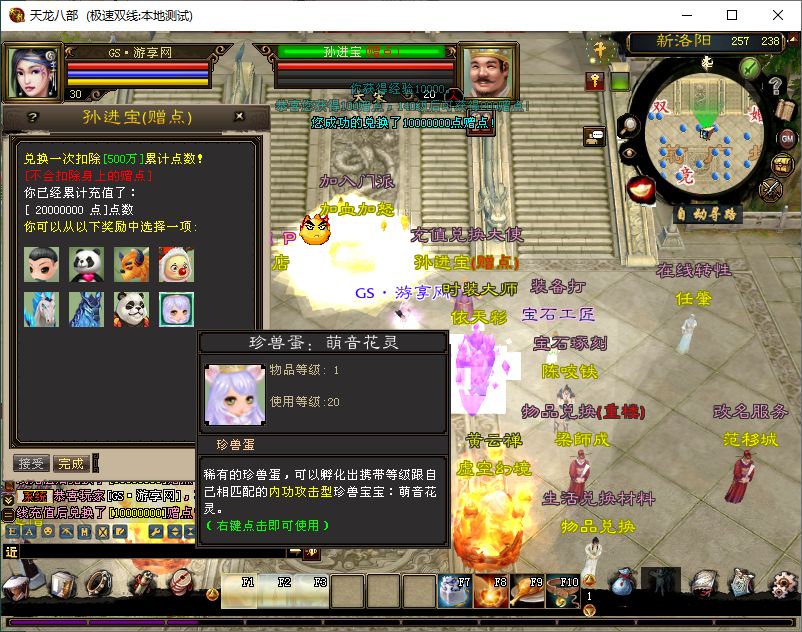 天龙八部 (极速双线:本地测试)
GS·游享网
30
孙进宝(赠点)
20
新洛阳 257 238
你获得经验10000
您成功的兑换了10000000点赠点!
孙进宝(赠点)
兑换一次扣除[500万]累计点数!
[不会扣除身上的赠点]
你已经累计充值了:
[ 20000000 点]点数
你可以从以下奖励中选择一项:
接受
完成
珍兽蛋: 萌音花灵
物品等级: 1
使用等级:20
珍兽蛋
稀有的珍兽蛋,可以孵化出携带等级跟自
己相匹配的内功攻击型珍兽宝宝:萌音花
灵。
(右键点击即可使用)
加入门派
加血加怒
充值兑换大使
孙进宝(赠点)
GS·游享网
时装大师
依天彩
装备打
宝石工匠
在线转性
任肇
宝石琢刻
陈咬铁
物品兑换(重楼)
梁師成
改名服务
范移城
黄云禅
虚空幻境
生活兑换材料
物品兑换
自动寻路
GM
系统 恭喜玩家[GS·游享网],
线充值后兑换了[10000000]赠点
近
F1 F2 F3 F7 F8 F9 F10
1